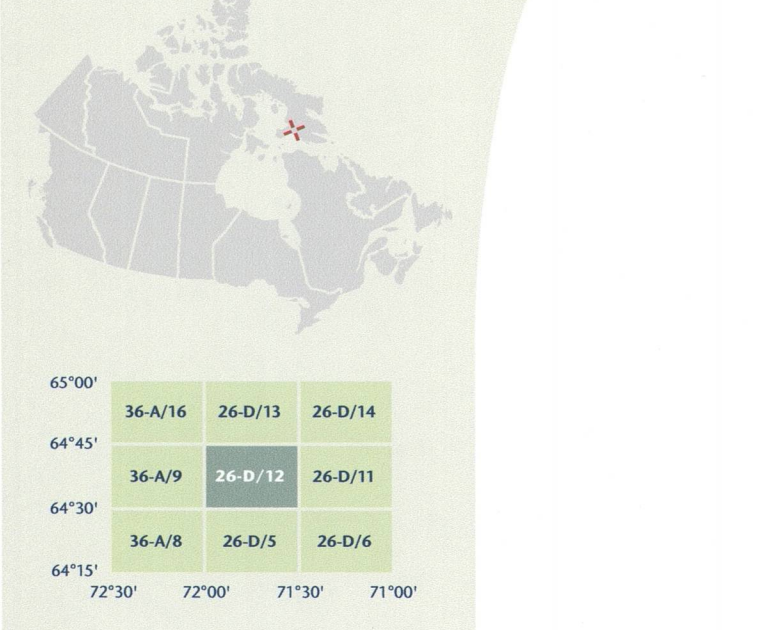 65°00'
36-A/16 26-D/13 26-D/14
64°45'
36-A/9 26-D/12 26-D/11
64°30'
36-A/8 26-D/5 26-D/6
64°15'
72°30' 72°00' 71°30' 71°00'